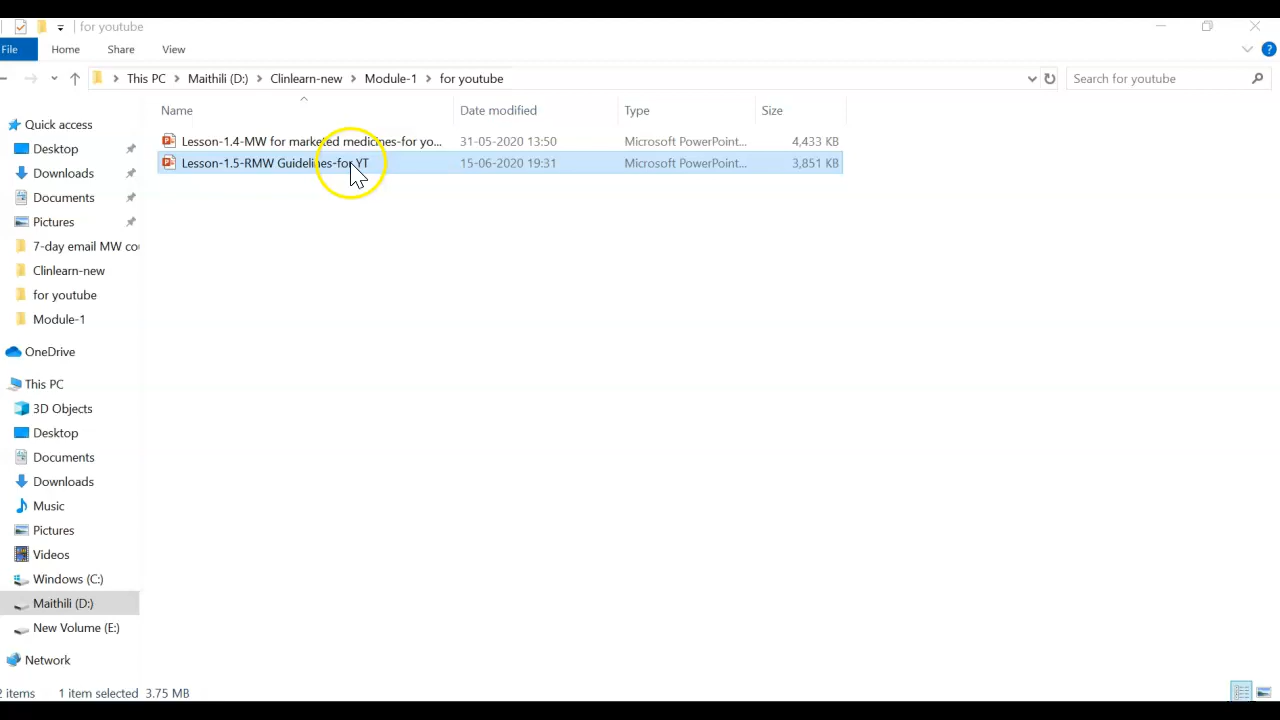 for youtube
File Home Share View
This PC Maithili (D:) Clinlearn-new Module-1 for youtube Search for youtube
Name Date modified Type Size
Quick access
Lesson-1.4-MW for marketed medicines-for yo... 31-05-2020 13:50 Microsoft PowerPoint... 4,433 KB
Desktop
Lesson-1.5-RMW Guidelines-for YT 15-06-2020 19:31 Microsoft PowerPoint... 3,851 KB
Downloads
Documents
Pictures
7-day email MW co
Clinlearn-new
for youtube
Module-1
OneDrive
This PC
3D Objects
Desktop
Documents
Downloads
Music
Pictures
Videos
Windows (C:)
Maithili (D:)
New Volume (E:)
Network
2 items 1 item selected 3.75 MB